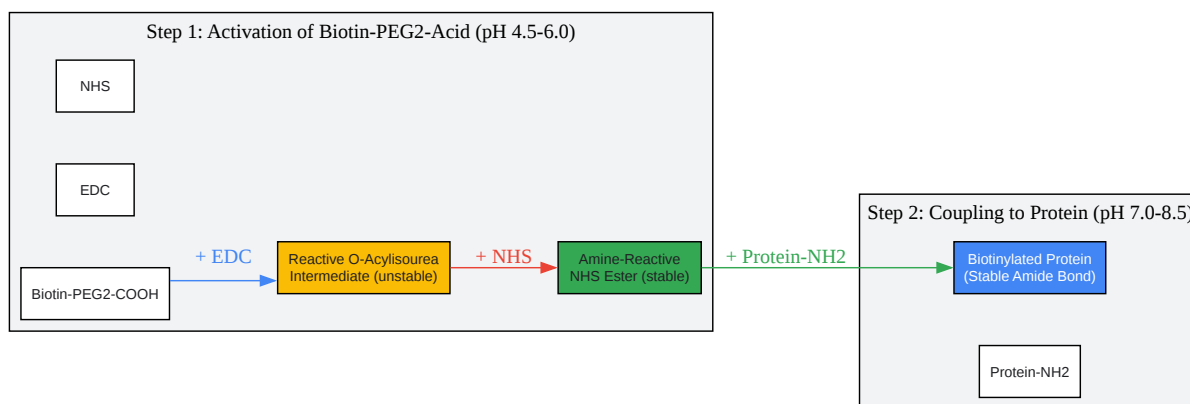 Step 1: Activation of Biotin-PEG2-Acid (pH 4.5-6.0)
NHS
EDC
Biotin-PEG2-COOH
+ EDC
Reactive O-Acylisourea
Intermediate (unstable)
+ NHS
Amine-Reactive
NHS Ester (stable)
+ Protein-NH2
Step 2: Coupling to Protein (pH 7.0-8.5)
Biotinylated Protein
(Stable Amide Bond)
Protein-NH2